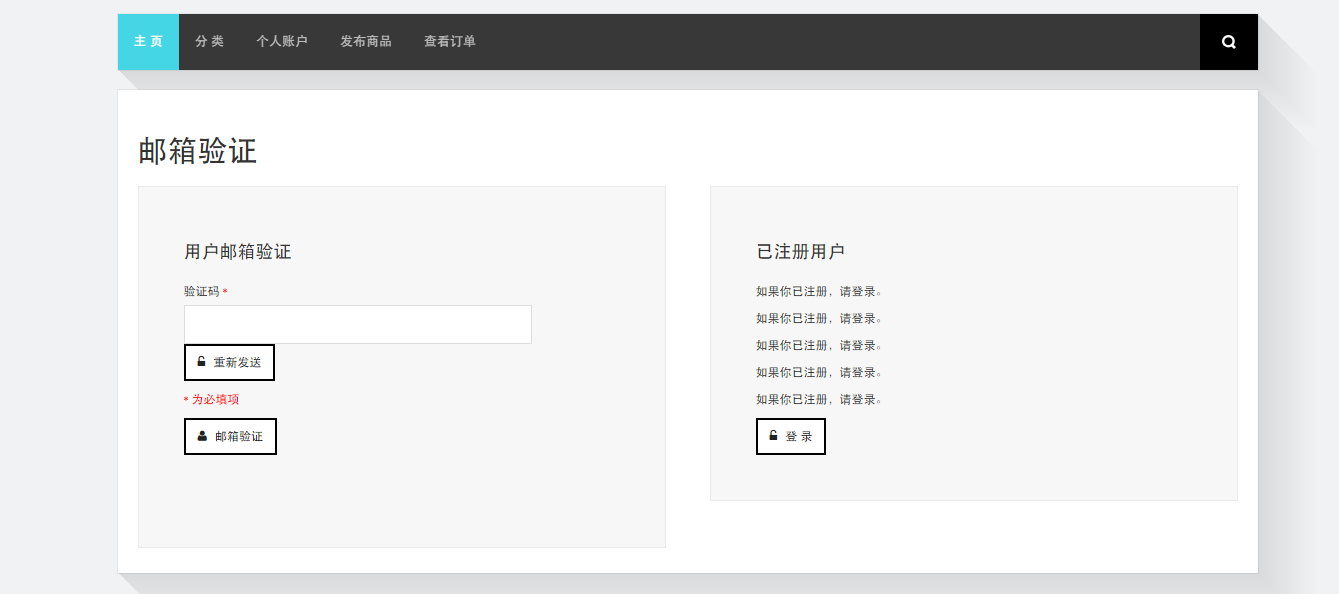 主 页 分 类 个人账户 发布商品 查看订单
邮箱验证
用户邮箱验证
验证码 *
重新发送
* 为必填项
邮箱验证
已注册用户
如果你已注册，请登录。
如果你已注册，请登录。
如果你已注册，请登录。
如果你已注册，请登录。
如果你已注册，请登录。
登 录